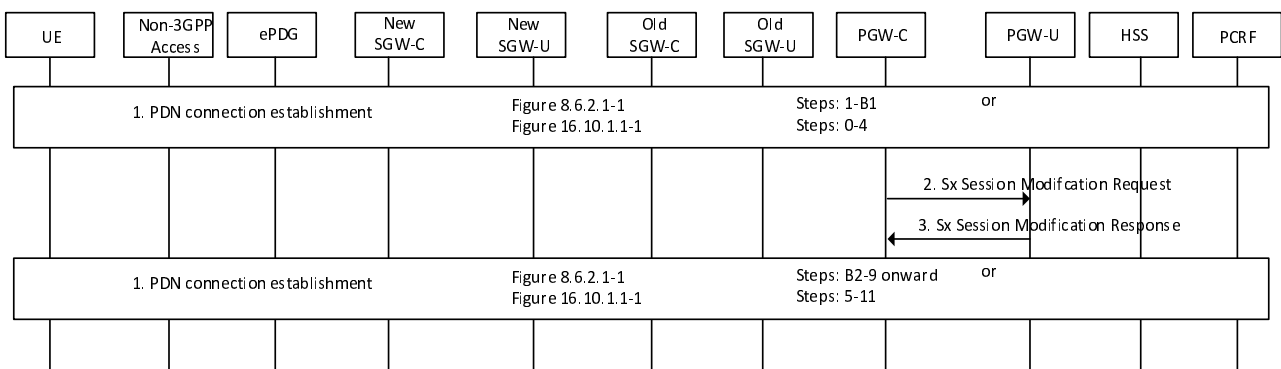 UE
Non-3GPP
Access
ePDG
New
SGW-C
New
SGW-U
Old
SGW-C
Old
SGW-U
PGW-C
PGW-U
HSS
PCRF
1. PDN connection establishment
Figure 8.6.2.1-1
Steps: 1-B1
or
Figure 16.10.1.1-1
Steps: 0-4
2. Sx Session Modifcation Request
3. Sx Session Modification Response
1. PDN connection establishment
Figure 8.6.2.1-1
Steps: B2-9 onward
or
Figure 16.10.1.1-1
Steps: 5-11